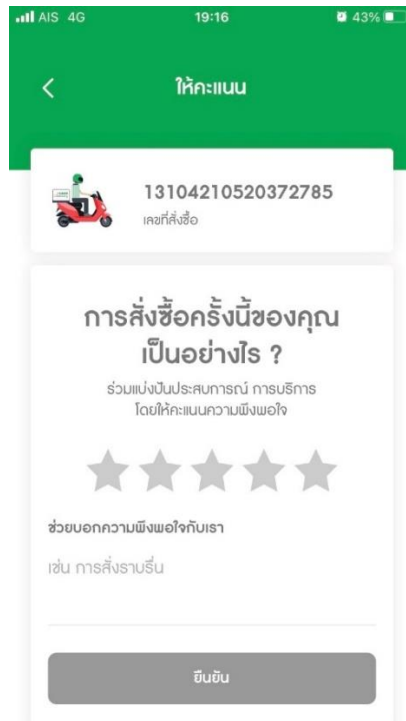 AIS 4G 19:16 43%
ให้คะแนน
13104210520372785
เลขที่สั่งซื้อ
การสั่งซื้อครั้งนี้ของคุณ
เป็นอย่างไร ?
ร่วมแบ่งปันประสบการณ์ การบริการ
โดยให้คะแนนความพึงพอใจ
ช่วยบอกความพึงพอใจกับเรา
เช่น การสั่งราบรื่น
ยืนยัน